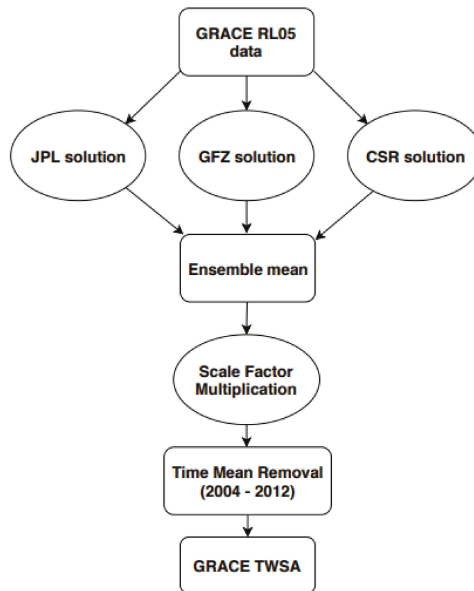 GRACE RL05
data
JPL solution
GFZ solution
CSR solution
Ensemble mean
Scale Factor
Multiplication
Time Mean Removal
(2004 - 2012)
GRACE TWSA